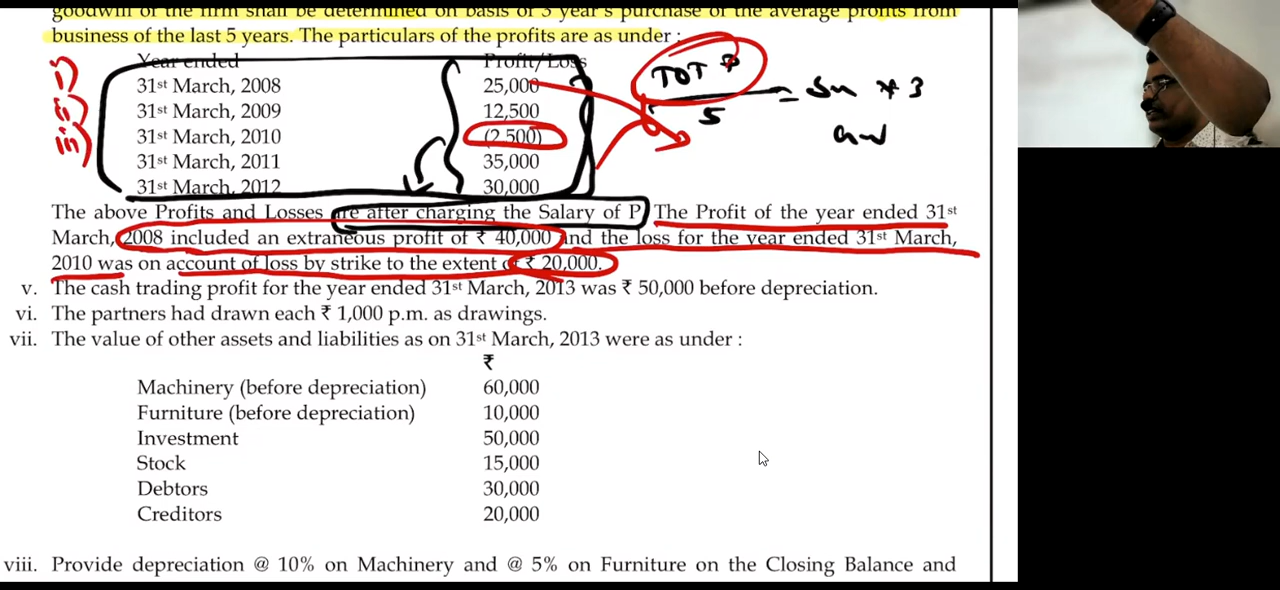 goodwill of the firm shall be determined on basis of 3 year's purchase of the average profits from
business of the last 5 years. The particulars of the profits are as under :
Year ended Profit/Loss
31st March, 2008 25,000
31st March, 2009 12,500
31st March, 2010 (2,500)
31st March, 2011 35,000
31st March, 2012 30,000
TOT P
5
= * 3
The above Profits and Losses are after charging the Salary of P. The Profit of the year ended 31st
March, 2008 included an extraneous profit of ₹ 40,000 and the loss for the year ended 31st March,
2010 was on account of loss by strike to the extent of ₹ 20,000.
v. The cash trading profit for the year ended 31st March, 2013 was ₹ 50,000 before depreciation.
vi. The partners had drawn each ₹ 1,000 p.m. as drawings.
vii. The value of other assets and liabilities as on 31st March, 2013 were as under :
₹
Machinery (before depreciation) 60,000
Furniture (before depreciation) 10,000
Investment 50,000
Stock 15,000
Debtors 30,000
Creditors 20,000
viii. Provide depreciation @ 10% on Machinery and @ 5% on Furniture on the Closing Balance and